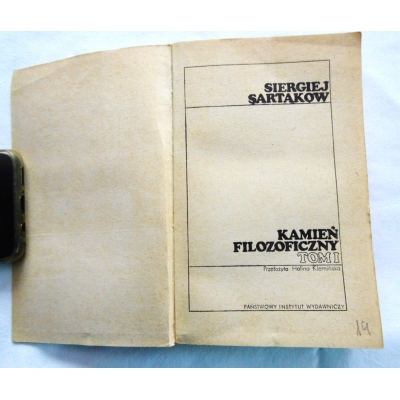 SIERGIEJ
SARTAKOW
KAMIEŃ
FILOZOFICZNY
TOM I
Przełożyła Halina Klemińska
PAŃSTWOWY INSTYTUT WYDAWNICZY